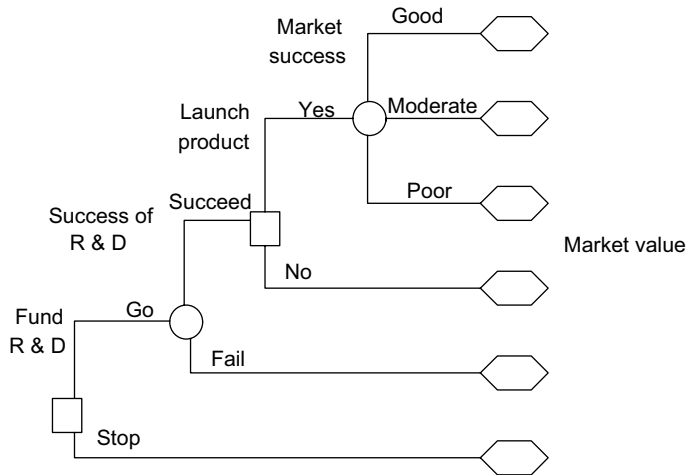 Good
Market
success
Launch
product
Yes
Moderate
Poor
Succeed
Success of
R & D
Market value
No
Fund
R & D
Go
Fail
Stop